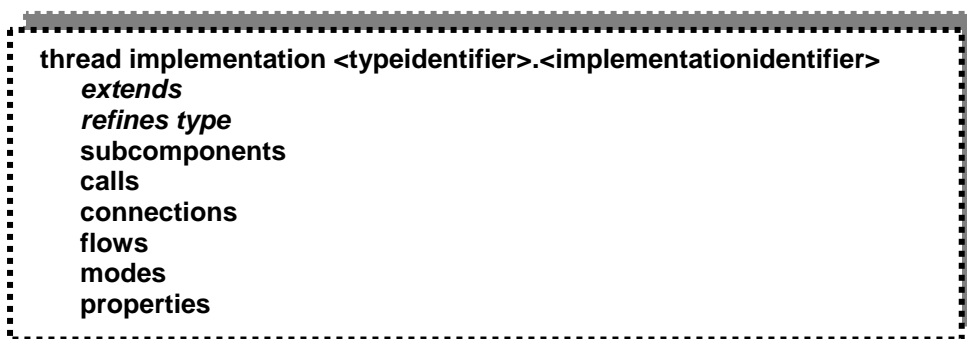 thread implementation <typeidentifier>.<implementationidentifier>
extends
refines type
subcomponents
calls
connections
flows
modes
properties